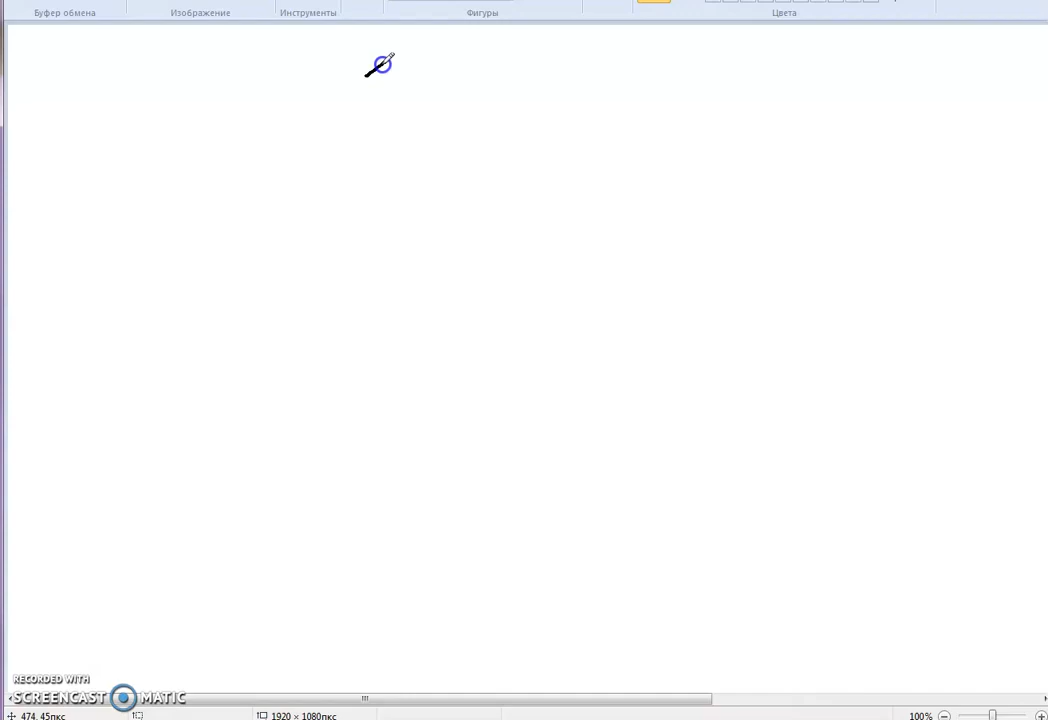 Буфер обмена Изображение Инструменты Фигуры Цвета
RECORDED WITH
SCREENCAST MATIC
474, 45пкс 1920 × 1080пкс 100%